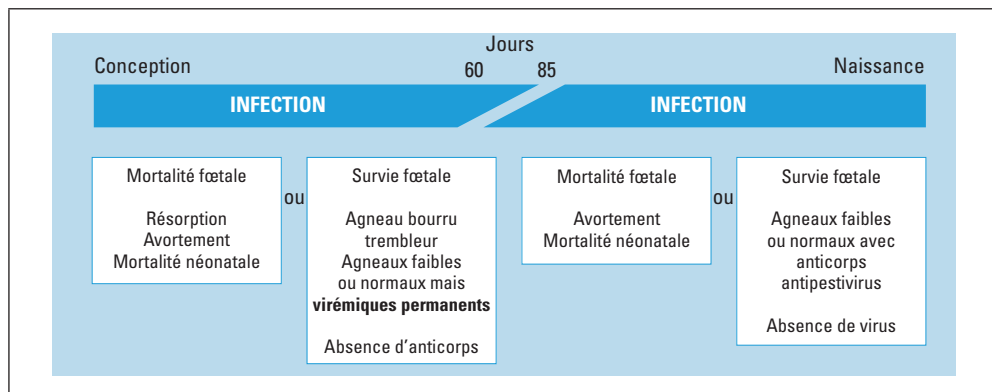 Jours
Conception
60
85
Naissance
INFECTION
INFECTION
Mortalité fœtale
Résorption
Avortement
Mortalité néonatale
ou
Survie fœtale
Agneau bourru
trembleur
Agneaux faibles
ou normaux mais
virémiques permanents
Absence d’anticorps
Mortalité fœtale
Avortement
Mortalité néonatale
ou
Survie fœtale
Agneaux faibles
ou normaux avec
anticorps
antipestivirus
Absence de virus